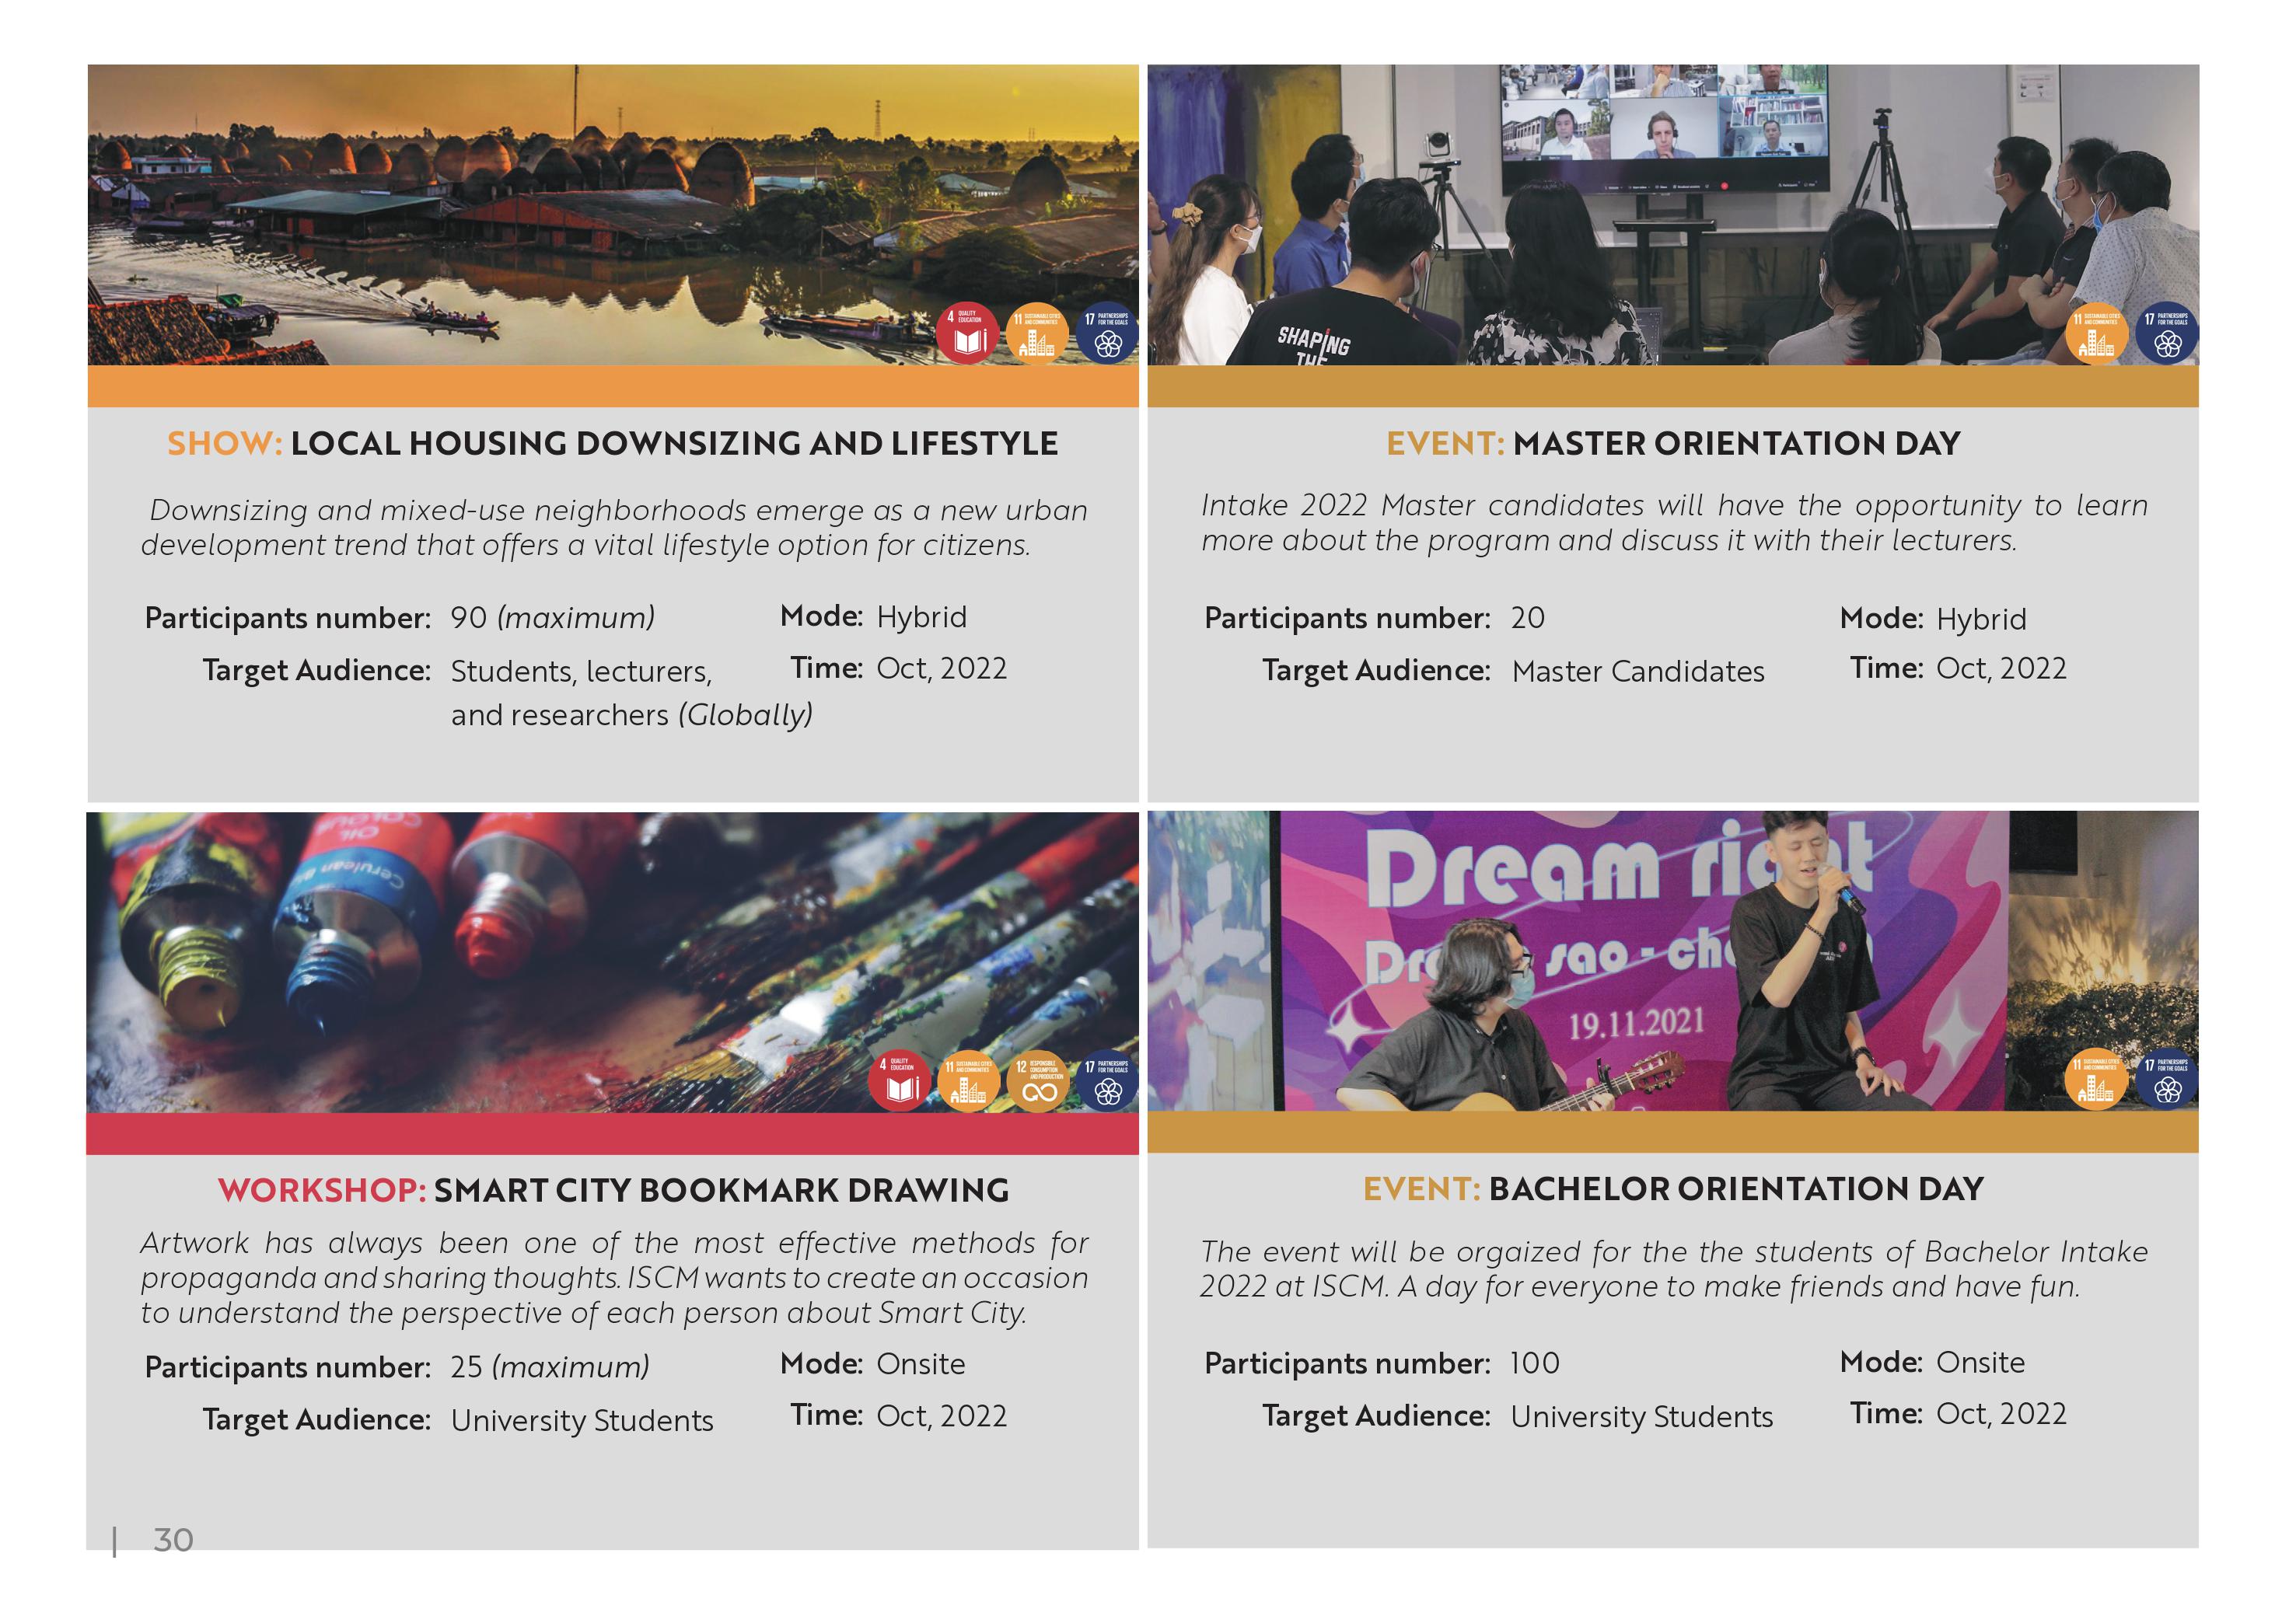 SHAPING
THE
4 QUALITY
EDUCATION
11 SUSTAINABLE CITIES
AND COMMUNITIES
17 PARTNERSHIPS
FOR THE GOALS
11 SUSTAINABLE CITIES
AND COMMUNITIES
17 PARTNERSHIPS
FOR THE GOALS
SHOW: LOCAL HOUSING DOWNSIZING AND LIFESTYLE
Downsizing and mixed-use neighborhoods emerge as a new urban
development trend that offers a vital lifestyle option for citizens.
Participants number: 90 (maximum)
Mode: Hybrid
Target Audience: Students, lecturers,
and researchers (Globally)
Time: Oct, 2022
EVENT: MASTER ORIENTATION DAY
Intake 2022 Master candidates will have the opportunity to learn
more about the program and discuss it with their lecturers.
Participants number: 20
Mode: Hybrid
Target Audience: Master Candidates
Time: Oct, 2022
OIL
COLOUR
Cerulean
4 QUALITY
EDUCATION
11 SUSTAINABLE CITIES
AND COMMUNITIES
12 RESPONSIBLE
CONSUMPTION
AND PRODUCTION
17 PARTNERSHIPS
FOR THE GOALS
WORKSHOP: SMART CITY BOOKMARK DRAWING
Artwork has always been one of the most effective methods for
propaganda and sharing thoughts. ISCM wants to create an occasion
to understand the perspective of each person about Smart City.
Participants number: 25 (maximum)
Mode: Onsite
Target Audience: University Students
Time: Oct, 2022
Dream
sao -
19.11.2021
11 SUSTAINABLE CITIES
AND COMMUNITIES
17 PARTNERSHIPS
FOR THE GOALS
EVENT: BACHELOR ORIENTATION DAY
The event will be orgaized for the the students of Bachelor Intake
2022 at ISCM. A day for everyone to make friends and have fun.
Participants number: 100
Mode: Onsite
Target Audience: University Students
Time: Oct, 2022
| 30